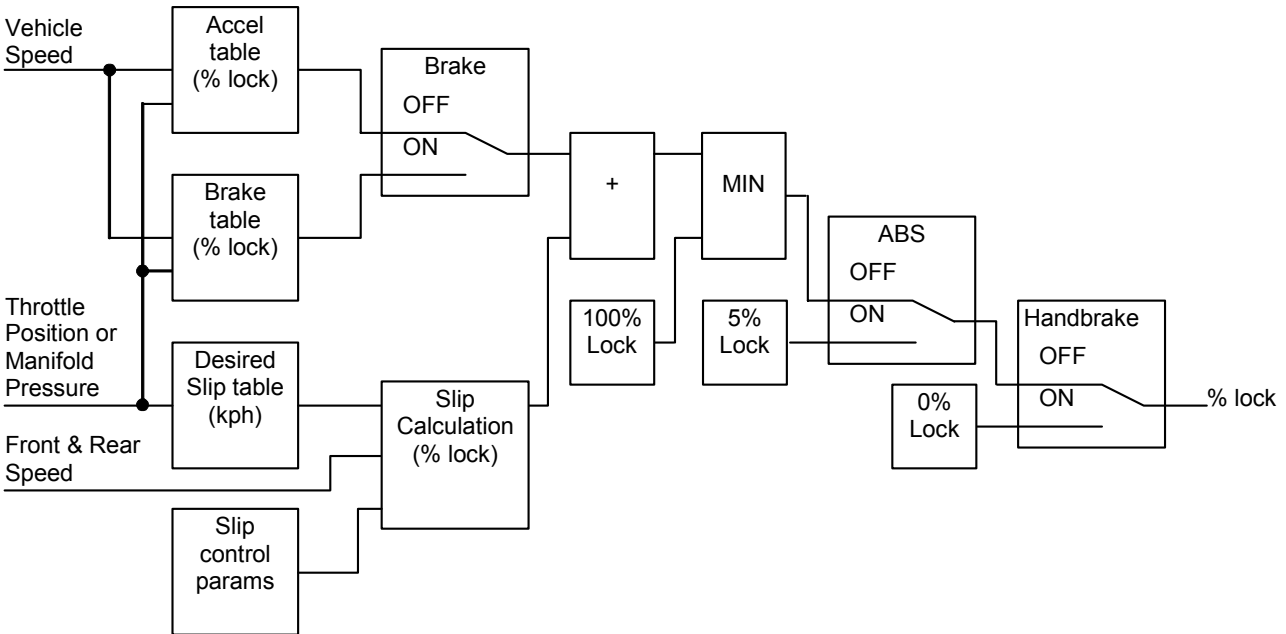 Vehicle
Speed
Accel
table
(% lock)
Brake
OFF
ON
Brake
table
(% lock)
+
MIN
ABS
OFF
ON
Throttle
Position or
Manifold
Pressure
Desired
Slip table
(kph)
Slip
Calculation
(% lock)
100%
Lock
5%
Lock
Handbrake
OFF
ON
0%
Lock
% lock
Front & Rear
Speed
Slip
control
params